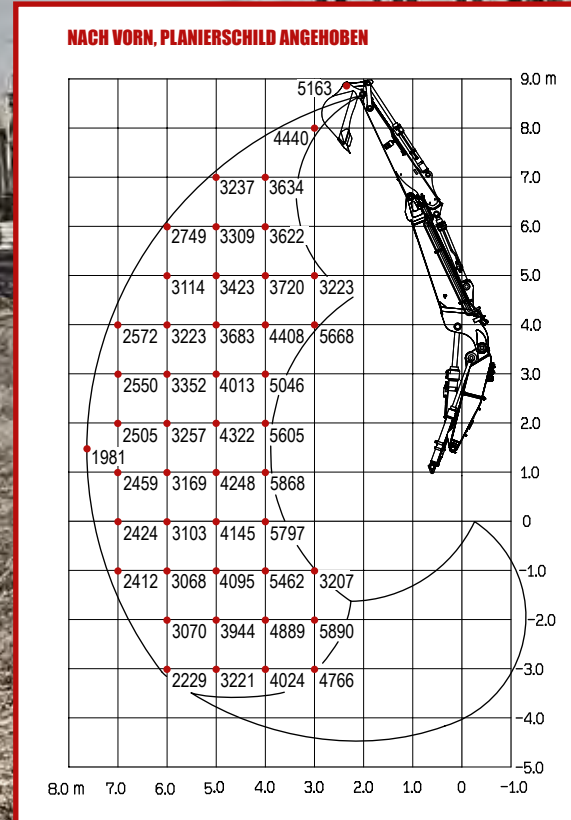 NACH VORN, PLANIERSCHILD ANGEHOBEN
5163 9.0 m
4440 8.0
3237 3634 7.0
2749 3309 3622 6.0
3114 3423 3720 3223 5.0
2572 3223 3683 4408 5668 4.0
2550 3352 4013 5046 3.0
2505 3257 4322 5605 2.0
1981
2459 3169 4248 5868 1.0
2424 3103 4145 5797 0
2412 3068 4095 5462 3207 -1.0
3070 3944 4889 5890 -2.0
2229 3221 4024 4766 -3.0
-4.0
-5.0
8.0 m 7.0 6.0 5.0 4.0 3.0 2.0 1.0 0 -1.0